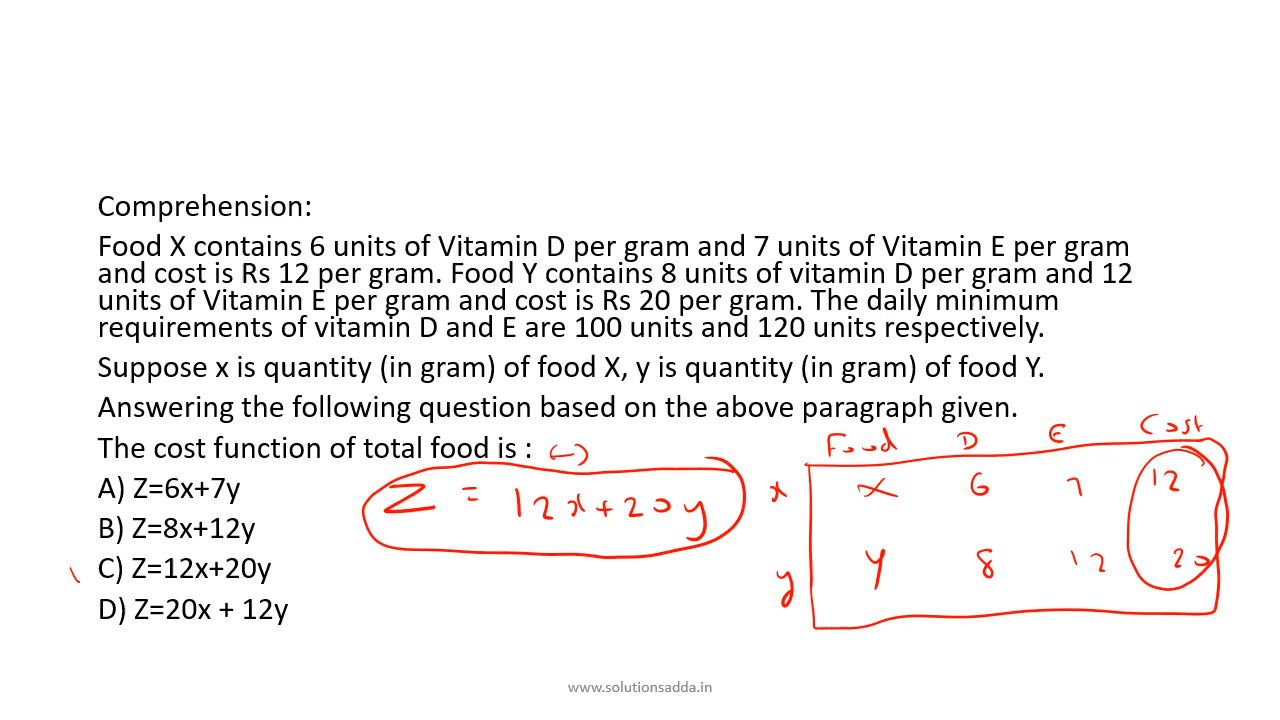 Comprehension:
Food X contains 6 units of Vitamin D per gram and 7 units of Vitamin E per gram
and cost is Rs 12 per gram. Food Y contains 8 units of vitamin D per gram and 12
units of Vitamin E per gram and cost is Rs 20 per gram. The daily minimum
requirements of vitamin D and E are 100 units and 120 units respectively.
Suppose x is quantity (in gram) of food X, y is quantity (in gram) of food Y.
Answering the following question based on the above paragraph given.
The cost function of total food is :
Food D E Cost
A) Z=6x+7y
Z = 12x+20y
x X 6 7 12
B) Z=8x+12y
C) Z=12x+20y
y Y 8 12 20
D) Z=20x + 12y
www.solutionsadda.in